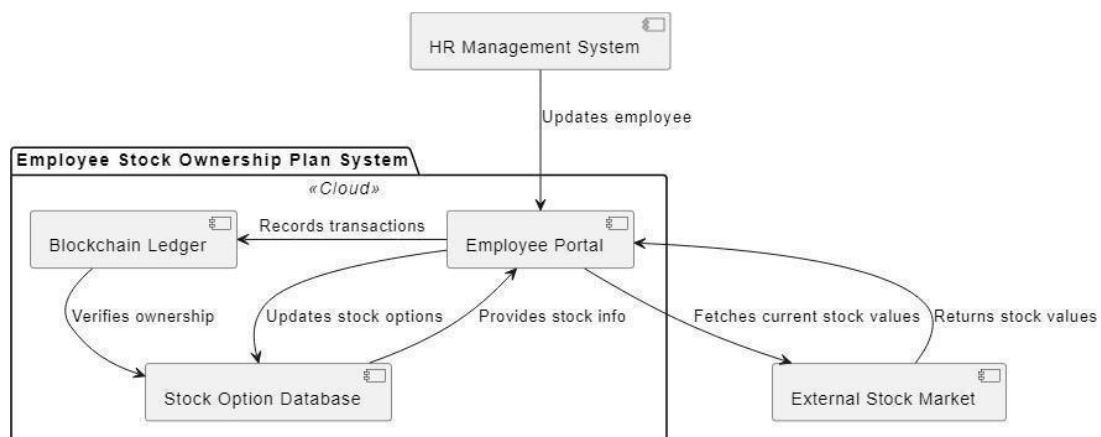 HR Management System
Updates employee
Employee Stock Ownership Plan System
«Cloud»
Blockchain Ledger
Records transactions
Employee Portal
Verifies ownership
Updates stock options
Provides stock info
Fetches current stock values
Returns stock values
Stock Option Database
External Stock Market